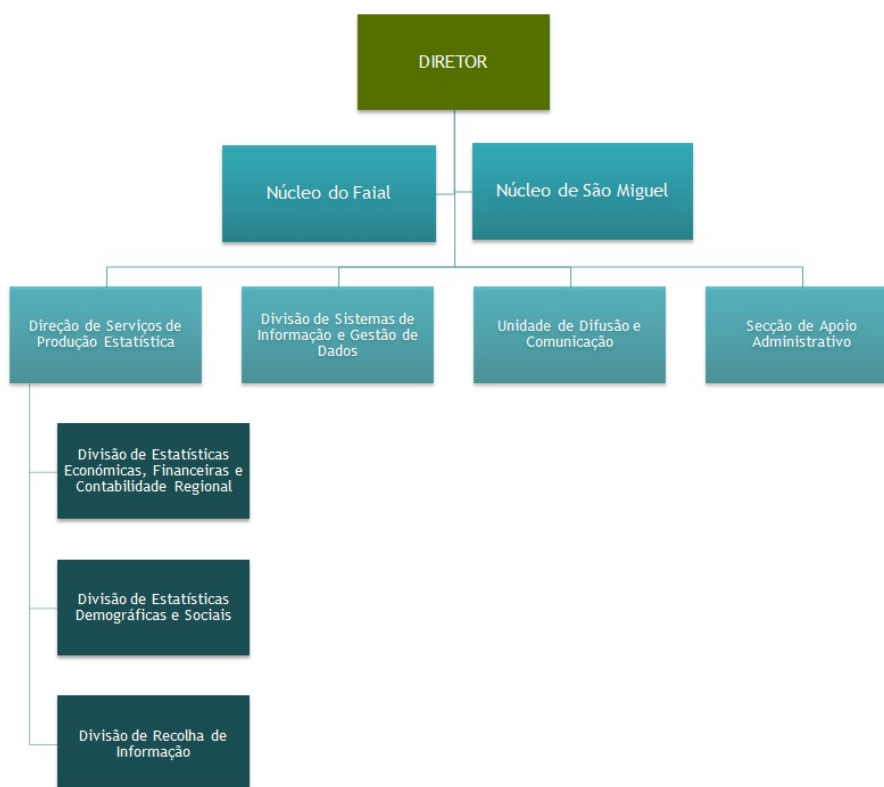 DIRETOR
Núcleo do Faial
Núcleo de São Miguel
Direção de Serviços de
Produção Estatística
Divisão de Sistemas de
Informação e Gestão de
Dados
Unidade de Difusão e
Comunicação
Secção de Apoio
Administrativo
Divisão de Estatísticas
Económicas, Financeiras e
Contabilidade Regional
Divisão de Estatísticas
Demográficas e Sociais
Divisão de Recolha de
Informação